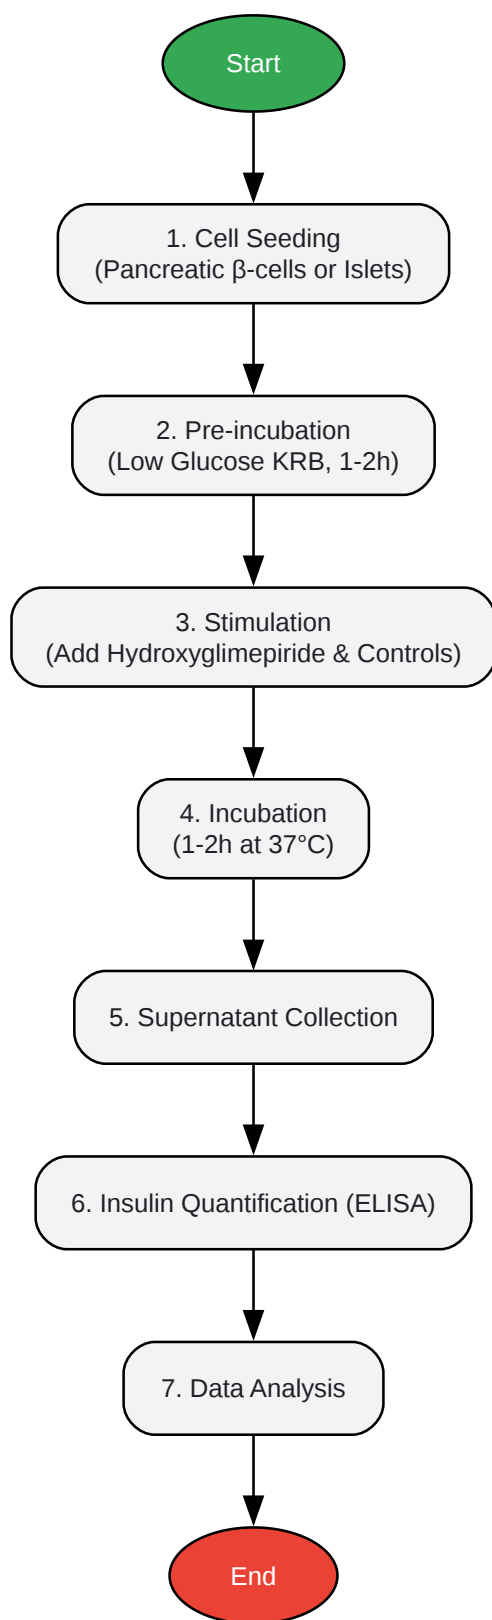 Start
1. Cell Seeding
(Pancreatic β-cells or Islets)
2. Pre-incubation
(Low Glucose KRB, 1-2h)
3. Stimulation
(Add Hydroxyglimepiride & Controls)
4. Incubation
(1-2h at 37°C)
5. Supernatant Collection
6. Insulin Quantification (ELISA)
7. Data Analysis
End